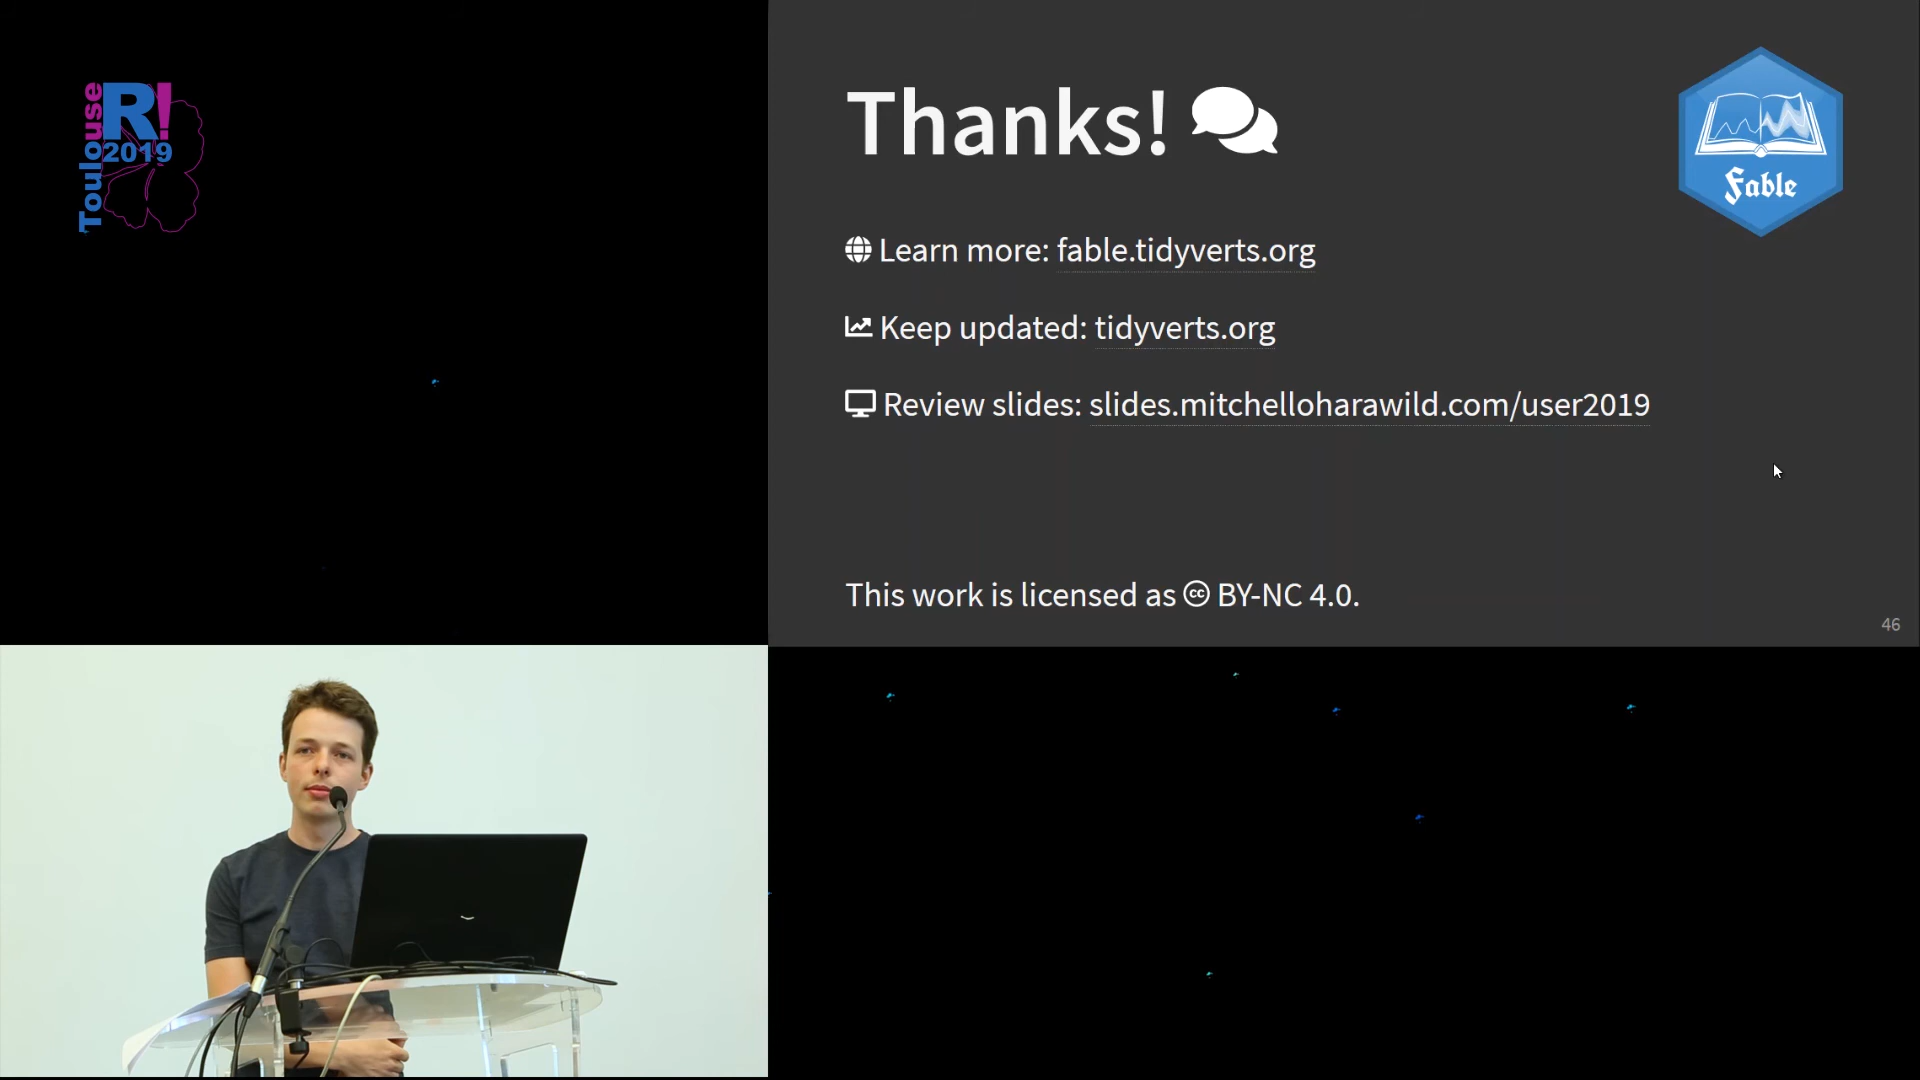 Toulouse
R!
2019
Thanks!
Fable
Learn more: fable.tidyverts.org
Keep updated: tidyverts.org
Review slides: slides.mitchelloharawild.com/user2019
This work is licensed as cc BY-NC 4.0.
46